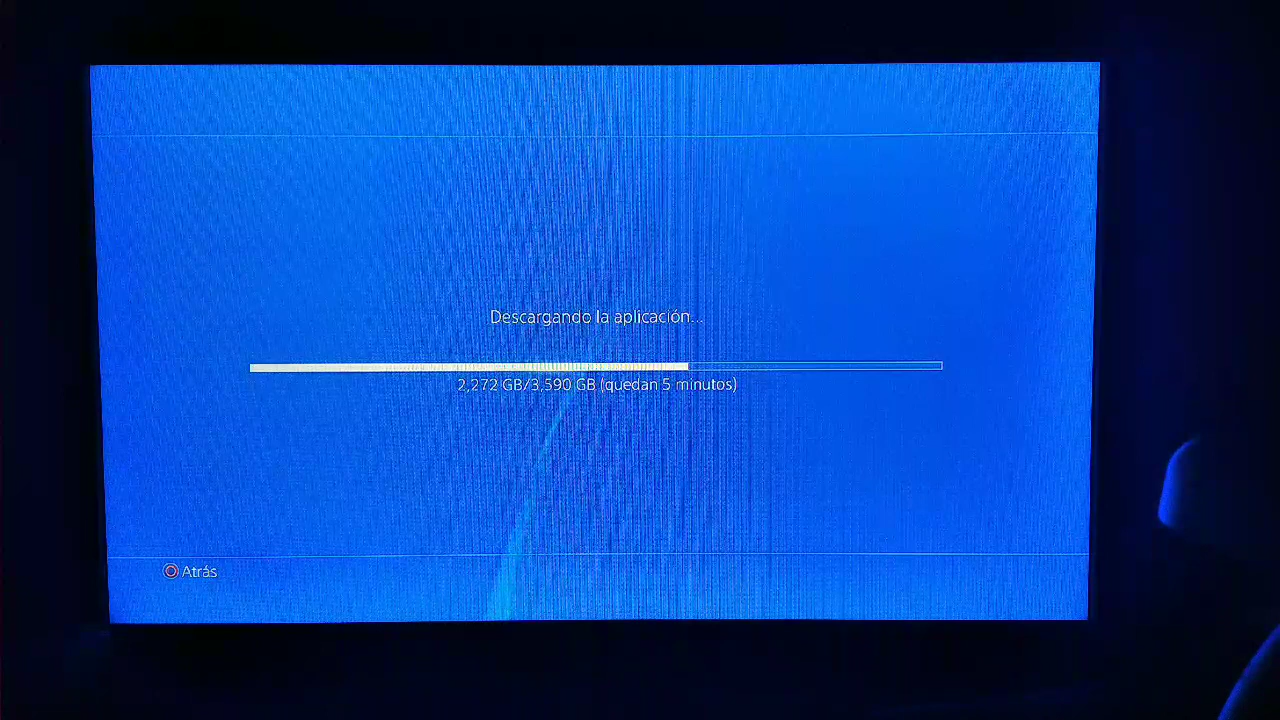 Descargando la aplicación...
2,272 GB/3,590 GB (quedan 5 minutos)
Atrás